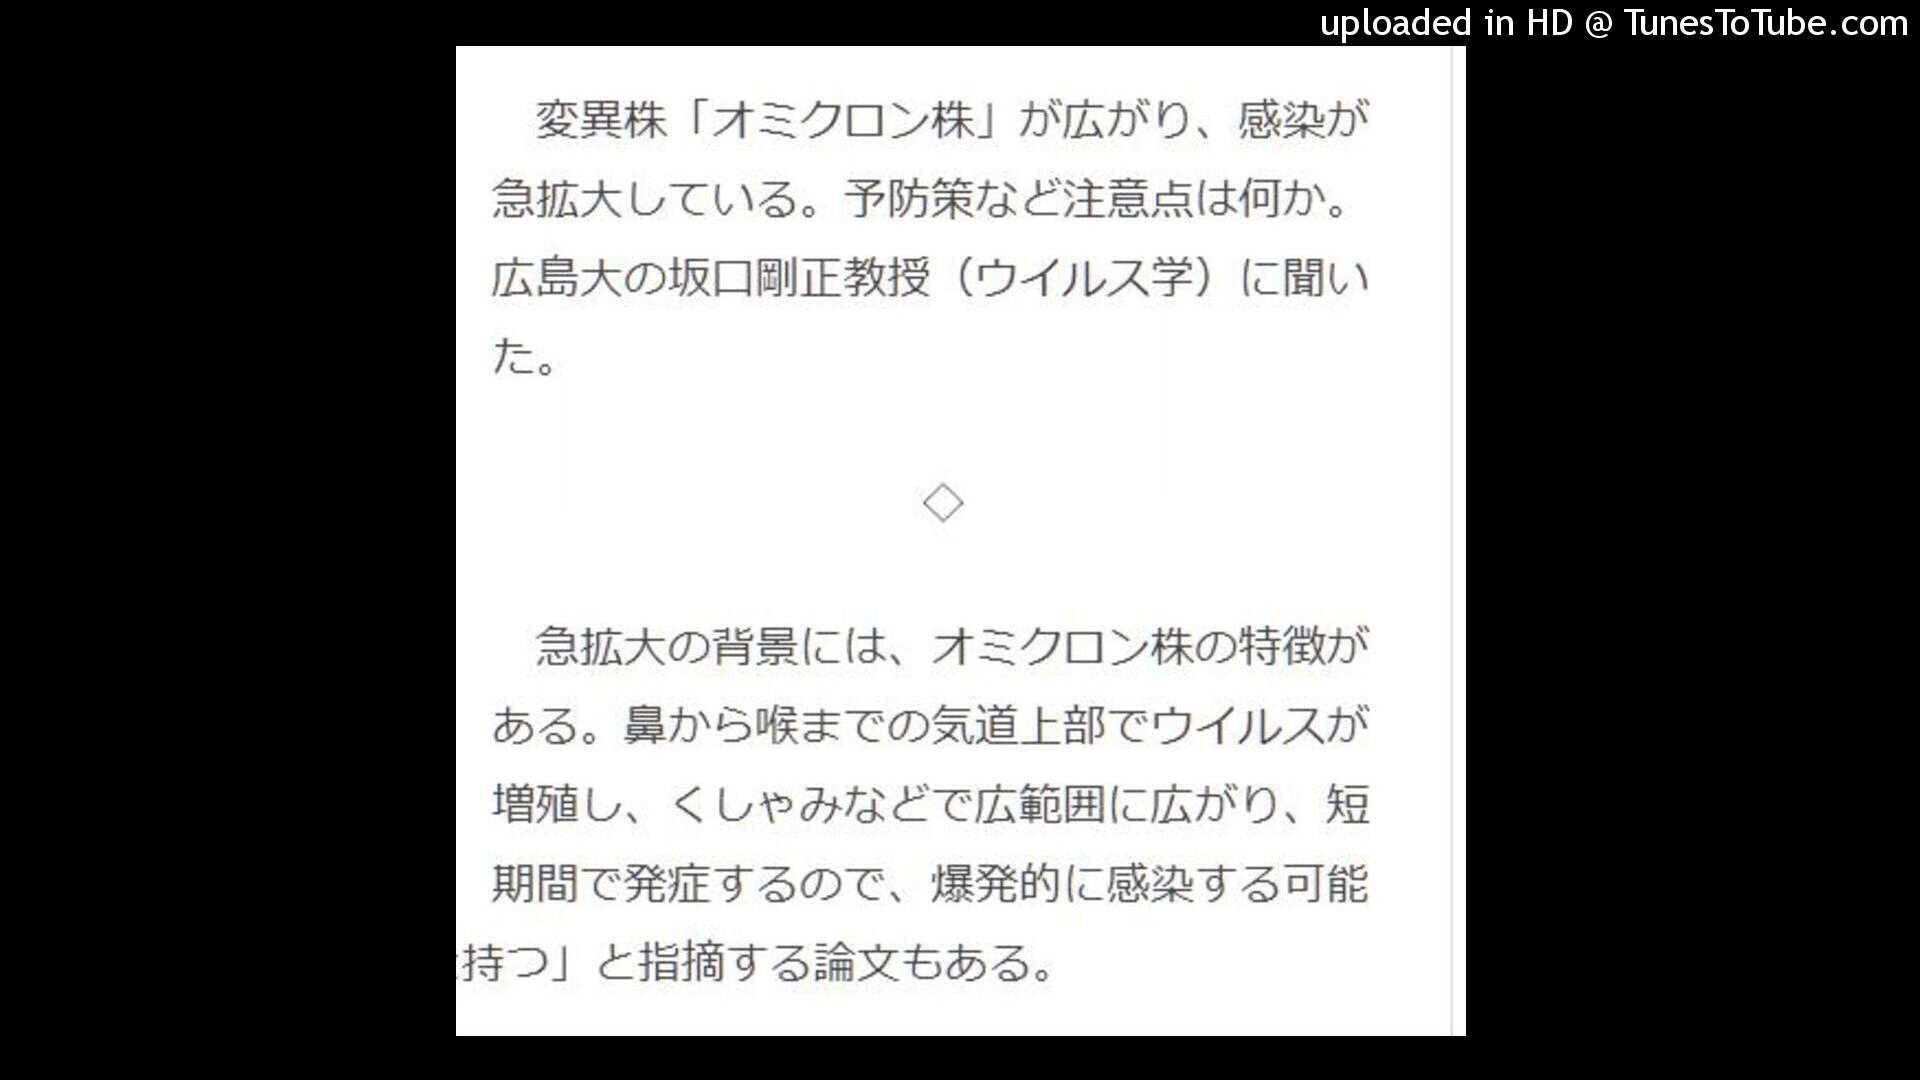 uploaded in HD @ TunesToTube.com
変異株「オミクロン株」が広がり、感染が
急拡大している。予防策など注意点は何か。
広島大の坂口剛正教授（ウイルス学）に聞い
た。
◇
急拡大の背景には、オミクロン株の特徴が
ある。鼻から喉までの気道上部でウイルスが
増殖し、くしゃみなどで広範囲に広がり、短
期間で発症するので、爆発的に感染する可能
持つ」と指摘する論文もある。